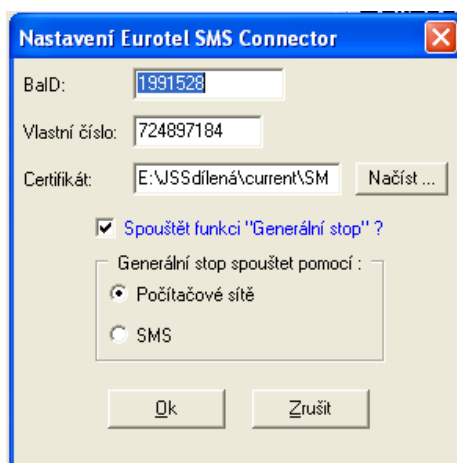 Nastavení Eurotel SMS Connector
BaID: 1991528
Vlastní číslo: 724897184
Certifikát: E:\JSSdílená\current\SM Načíst ...
Spouštět funkci "Generální stop" ?
Generální stop spouštet pomocí :
Počítačové sítě
SMS
Ok Zrušit